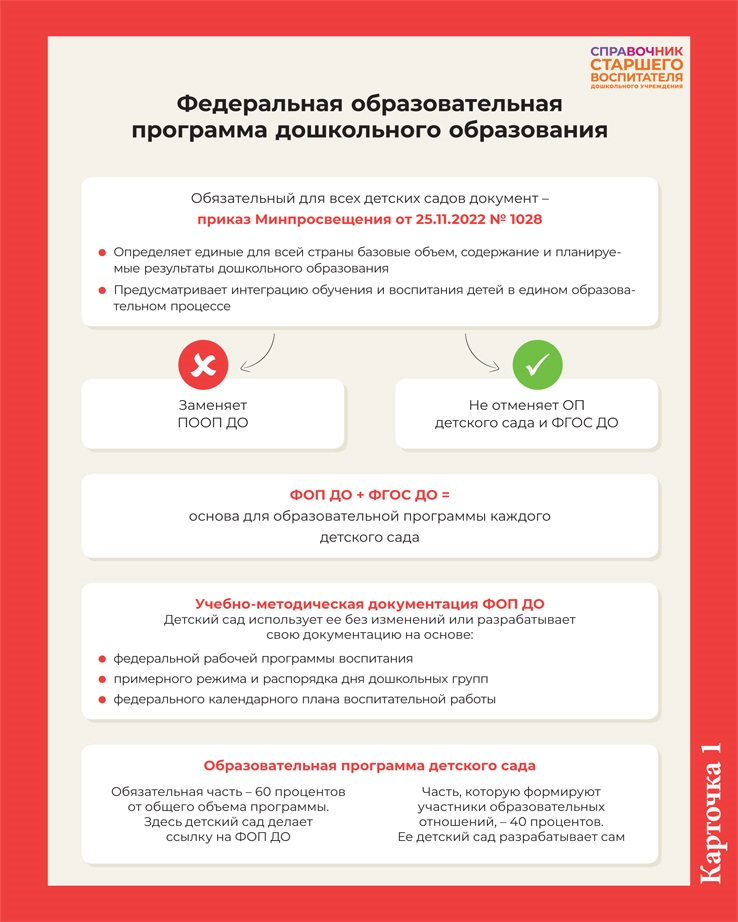 СПРАВОЧНИК
СТАРШЕГО
ВОСПИТАТЕЛЯ
ДОШКОЛЬНОГО УЧРЕЖДЕНИЯ
Федеральная образовательная
программа дошкольного образования
Обязательный для всех детских садов документ –
приказ Минпросвещения от 25.11.2022 № 1028
Определяет единые для всей страны базовые объем, содержание и планируе-
мые результаты дошкольного образования
Предусматривает интеграцию обучения и воспитания детей в едином образова-
тельном процессе
Заменяет
ПООП ДО
Не отменяет ОП
детского сада и ФГОС ДО
ФОП ДО + ФГОС ДО =
основа для образовательной программы каждого
детского сада
Учебно-методическая документация ФОП ДО
Детский сад использует ее без изменений или разрабатывает
свою документацию на основе:
федеральной рабочей программы воспитания
примерного режима и распорядка дня дошкольных групп
федерального календарного плана воспитательной работы
Образовательная программа детского сада
Обязательная часть – 60 процентов
от общего объема программы.
Здесь детский сад делает
ссылку на ФОП ДО
Часть, которую формируют
участники образовательных
отношений, – 40 процентов.
Ее детский сад разрабатывает сам
Карточка 1